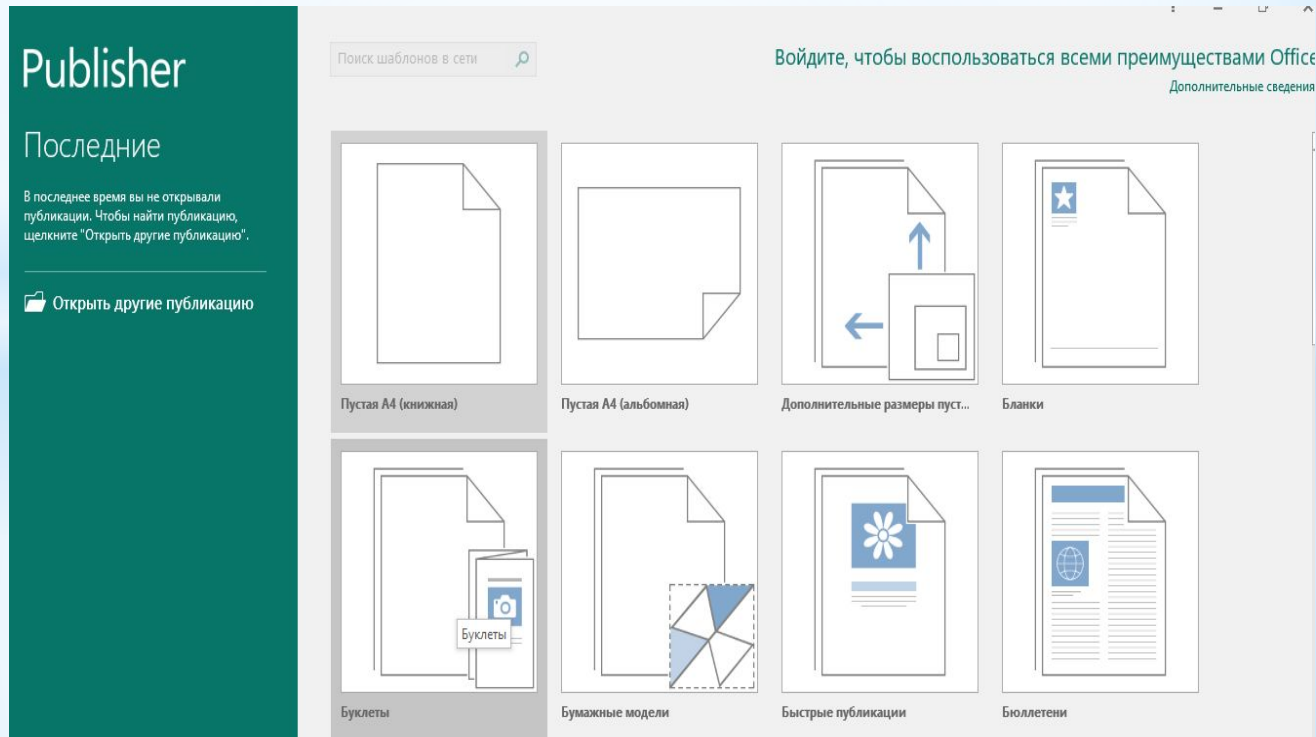 Publisher
Последние
В последнее время вы не открывали
публикации. Чтобы найти публикацию,
щелкните "Открыть другие публикацию".
Открыть другие публикацию
Поиск шаблонов в сети
Войдите, чтобы воспользоваться всеми преимуществами Office
Дополнительные сведения
Пустая A4 (книжная)
Пустая A4 (альбомная)
Дополнительные размеры пуст...
Бланки
Буклеты
Буклеты
Бумажные модели
Быстрые публикации
Бюллетени